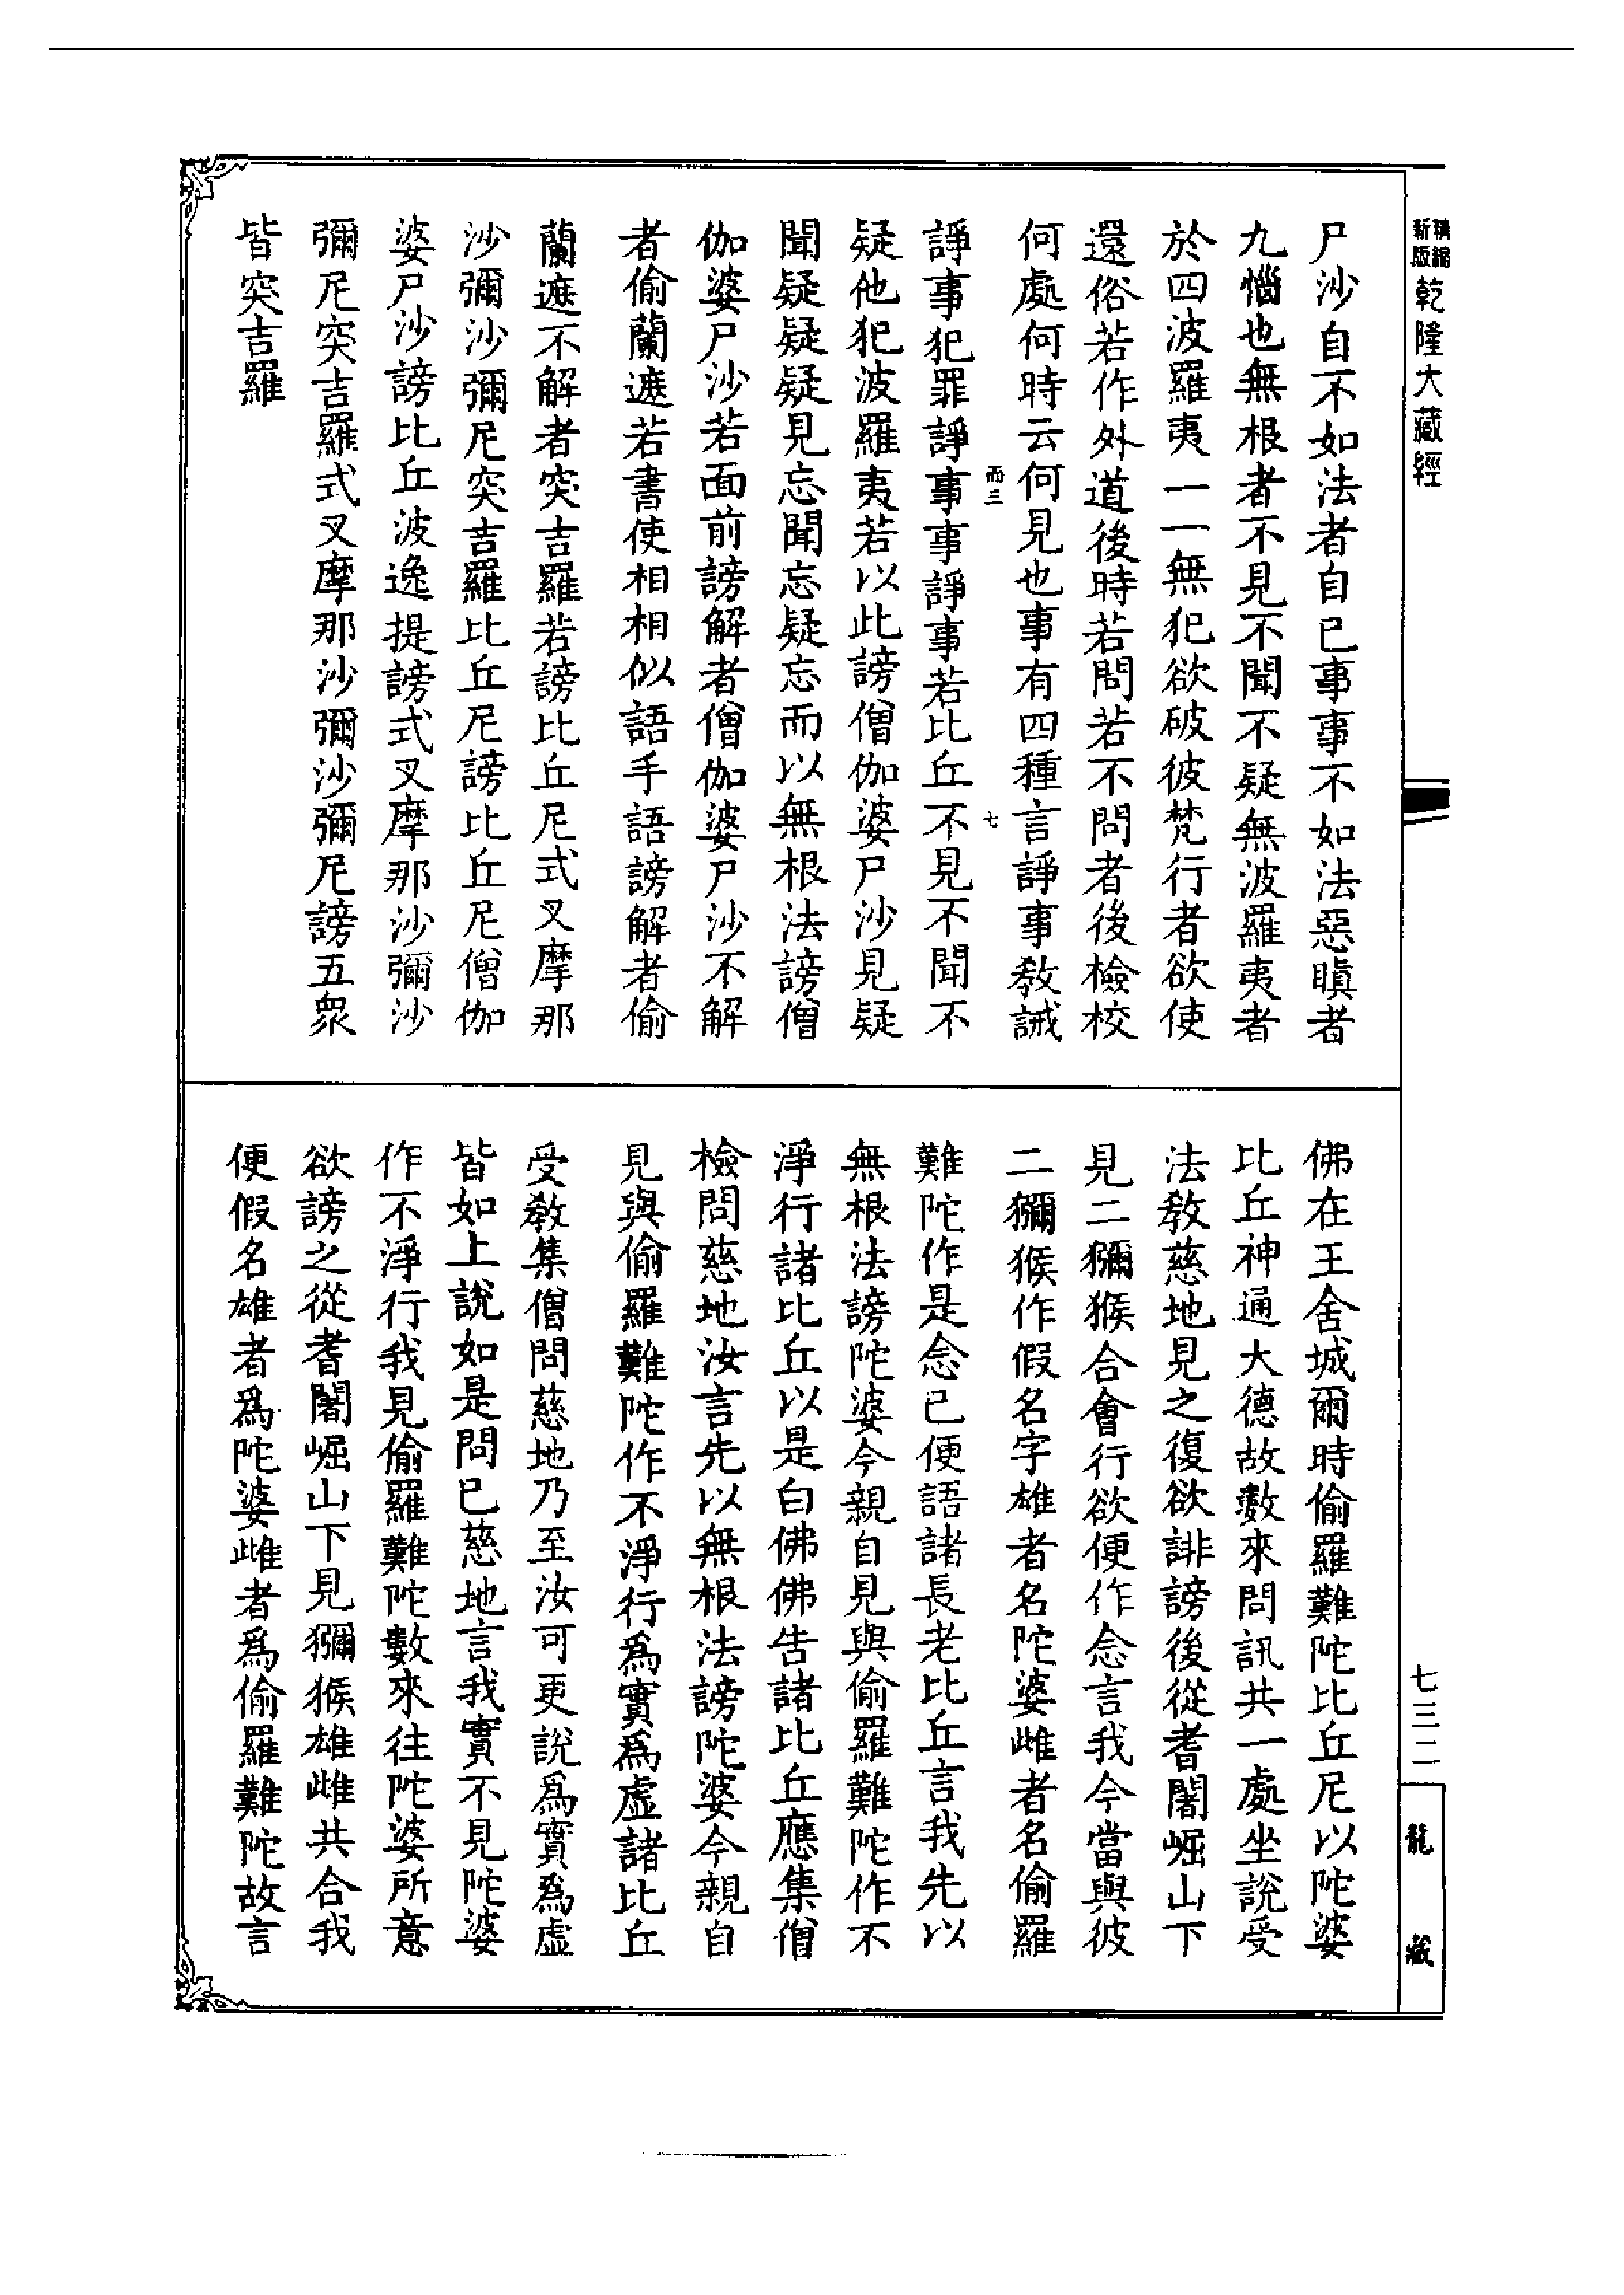 精縮新版乾隆大藏經
尸沙自不如法者自已事事不如法惡瞋者
九惱也無根者不見不聞不疑無波羅夷者
於四波羅夷一一無犯欲破彼梵行者欲使
還俗若作外道後時若問若不問者後檢校
何處何時云何何見也事有四種言諍事教誡
而三 七
諍事犯罪諍事事諍事若比丘不見不聞不
疑他犯波羅夷若以此謗僧伽婆尸沙見疑
聞疑疑疑見忘聞忘疑忘而以無根法謗僧
伽婆尸沙若面前謗解者僧伽婆尸沙不解
者偷蘭遮若書使相相似語手語謗解者偷
蘭遮不解者突吉羅若謗比丘尼式叉摩那
沙彌沙彌尼突吉羅比丘尼謗比丘尼僧伽
婆尸沙謗比丘波逸提謗式叉摩那沙彌沙
彌尼突吉羅式叉摩那沙彌沙彌尼謗五衆
皆突吉羅
佛在王舍城爾時偷羅難陀比丘尼以陀婆
比丘神通大德故數來問訊共一處坐說受
法教慈地見之復欲誹謗後從耆闍崛山下
見二獼猴合會行欲便作念言我今當與彼
二獼猴作假名字雄者名陀婆雌者名偷羅
難陀作是念已便語諸長老比丘言我先以
無根法謗陀婆今親自見與偷羅難陀作不
淨行諸比丘以是白佛佛告諸比丘應集僧
檢問慈地汝言先以無根法謗陀婆今親自
見與偷羅難陀作不淨行為實為虛諸比丘
受教集僧問慈地乃至汝可更說為實為虛
皆如上說如是問已慈地言我實不見陀婆
作不淨行我見偷羅難陀數來往陀婆所意
欲謗之從耆闍崛山下見獼猴雄雌共合我
便假名雄者為陀婆雌者為偷羅難陀故言
七三二
龍藏